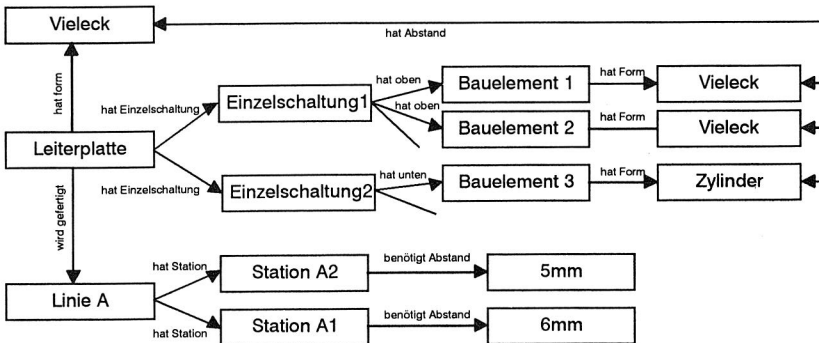 Vieleck
hat Abstand
hat form
hat Einzelschaltung
Einzelschaltung1
hat oben
Bauelement 1
hat Form
Vieleck
hat oben
Bauelement 2
hat Form
Vieleck
Leiterplatte
hat Einzelschaltung
Einzelschaltung2
hat unten
Bauelement 3
hat Form
Zylinder
wird gefertigt
Linie A
hat Station
Station A2
benötigt Abstand
5mm
hat Station
Station A1
benötigt Abstand
6mm